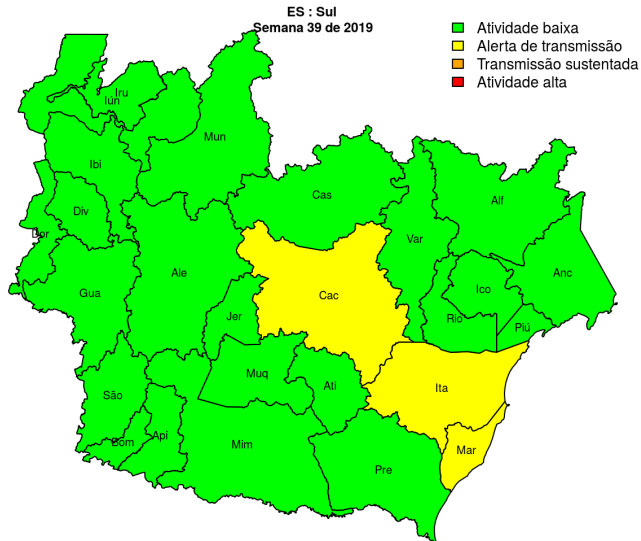 ES : Sul
Semana 39 de 2019
Atividade baixa
Alerta de transmissão
Transmissão sustentada
Atividade alta
Iru
Iún
Mun
Ibi
Cas
Alf
Div
Dor
Var
Ale
Anc
Gua
Cac
Ico
Jer
Rio
Piú
Muq
Ati
Ita
São
Api
Bom
Mim
Mar
Pre